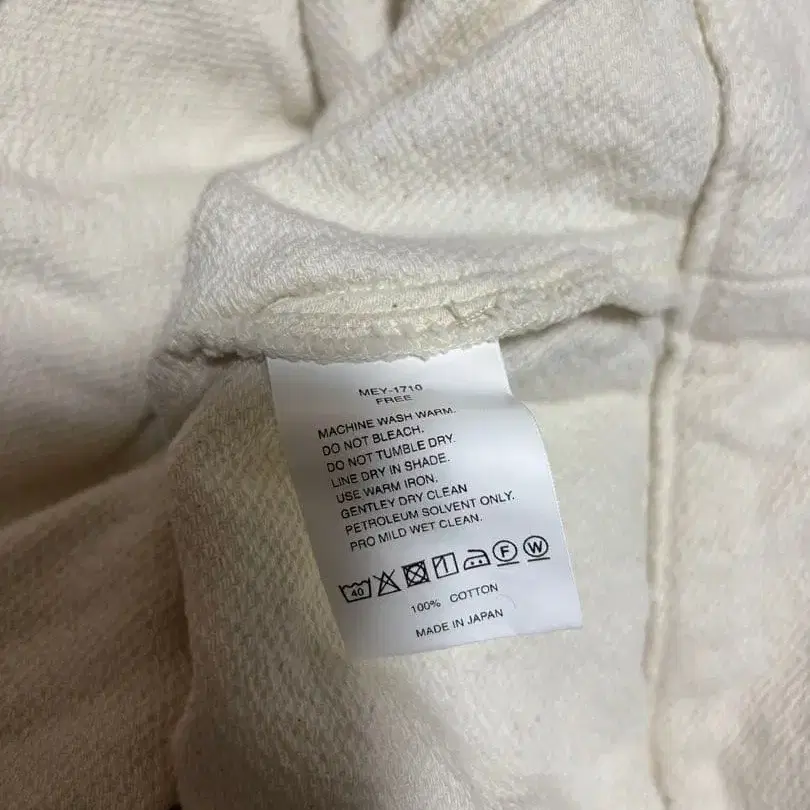 MEY-1710
FREE
MACHINE WASH WARM.
DO NOT BLEACH.
DO NOT TUMBLE DRY.
LINE DRY IN SHADE.
USE WARM IRON.
GENTLEY DRY CLEAN
PETROLEUM SOLVENT ONLY.
PRO MILD WET CLEAN.
40 F W
100% COTTON
MADE IN JAPAN